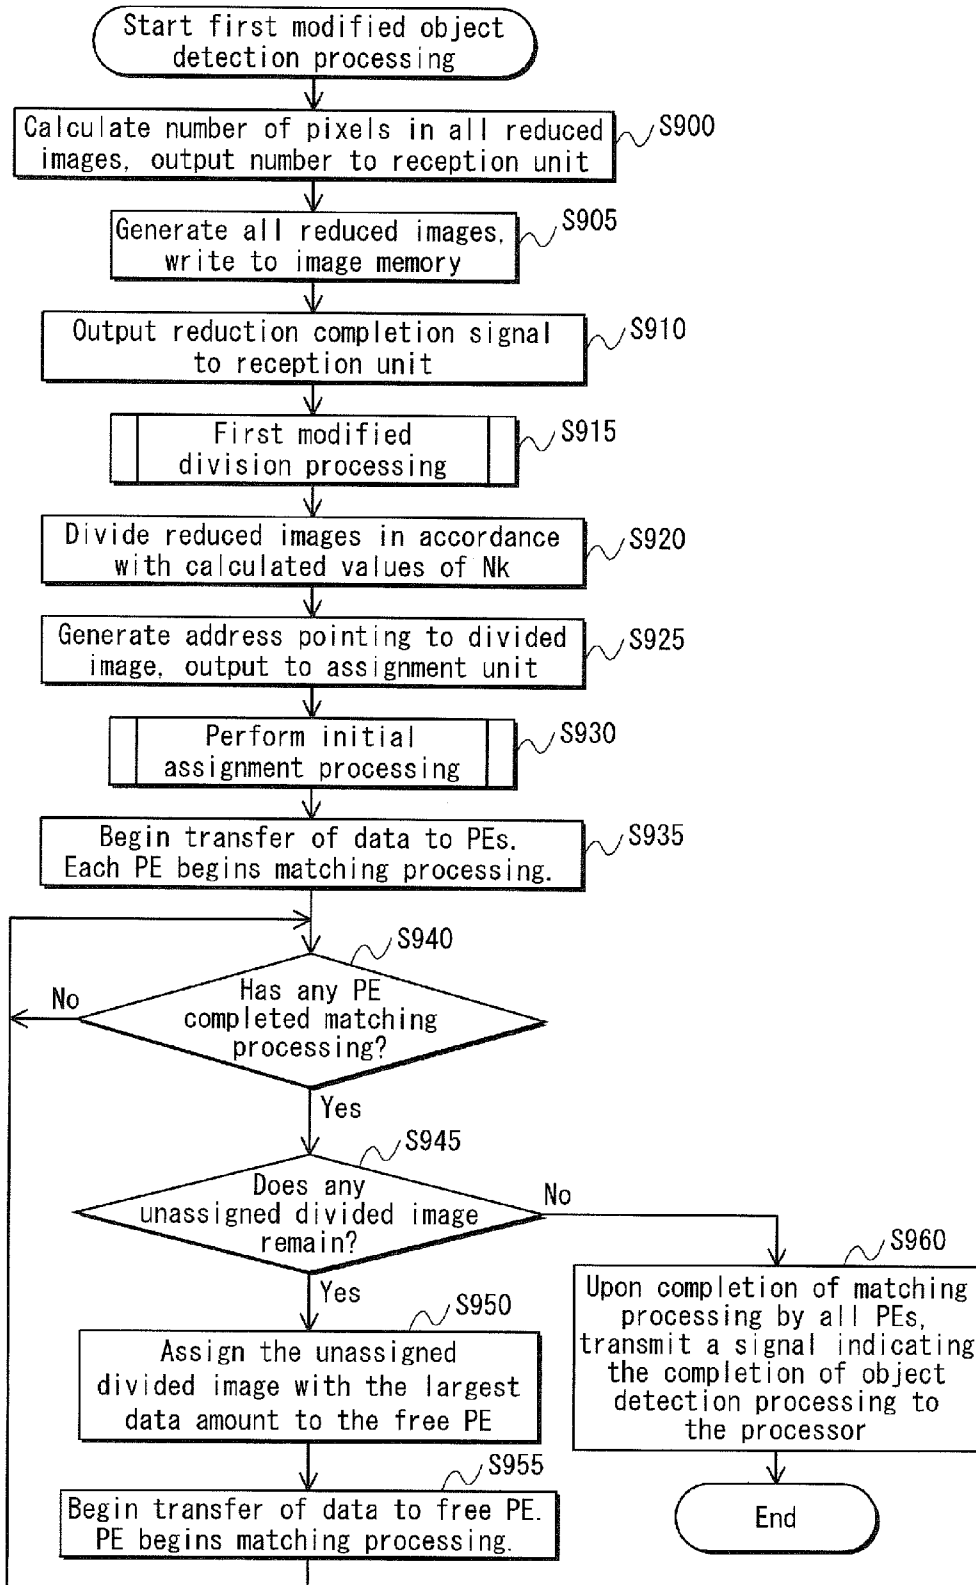 Start first modified object
detection processing
Calculate number of pixels in all reduced
images, output number to reception unit
S900
Generate all reduced images,
write to image memory
S905
Output reduction completion signal
to reception unit
S910
First modified
division processing
S915
Divide reduced images in accordance
with calculated values of Nk
S920
Generate address pointing to divided
image, output to assignment unit
S925
Perform initial
assignment processing
S930
Begin transfer of data to PEs.
Each PE begins matching processing.
S935
S940
Has any PE
completed matching
processing?
No
Yes
S945
Does any
unassigned divided image
remain?
No
Yes
S950
Assign the unassigned
divided image with the largest
data amount to the free PE
S955
Begin transfer of data to free PE.
PE begins matching processing.
S960
Upon completion of matching
processing by all PEs,
transmit a signal indicating
the completion of object
detection processing to
the processor
End